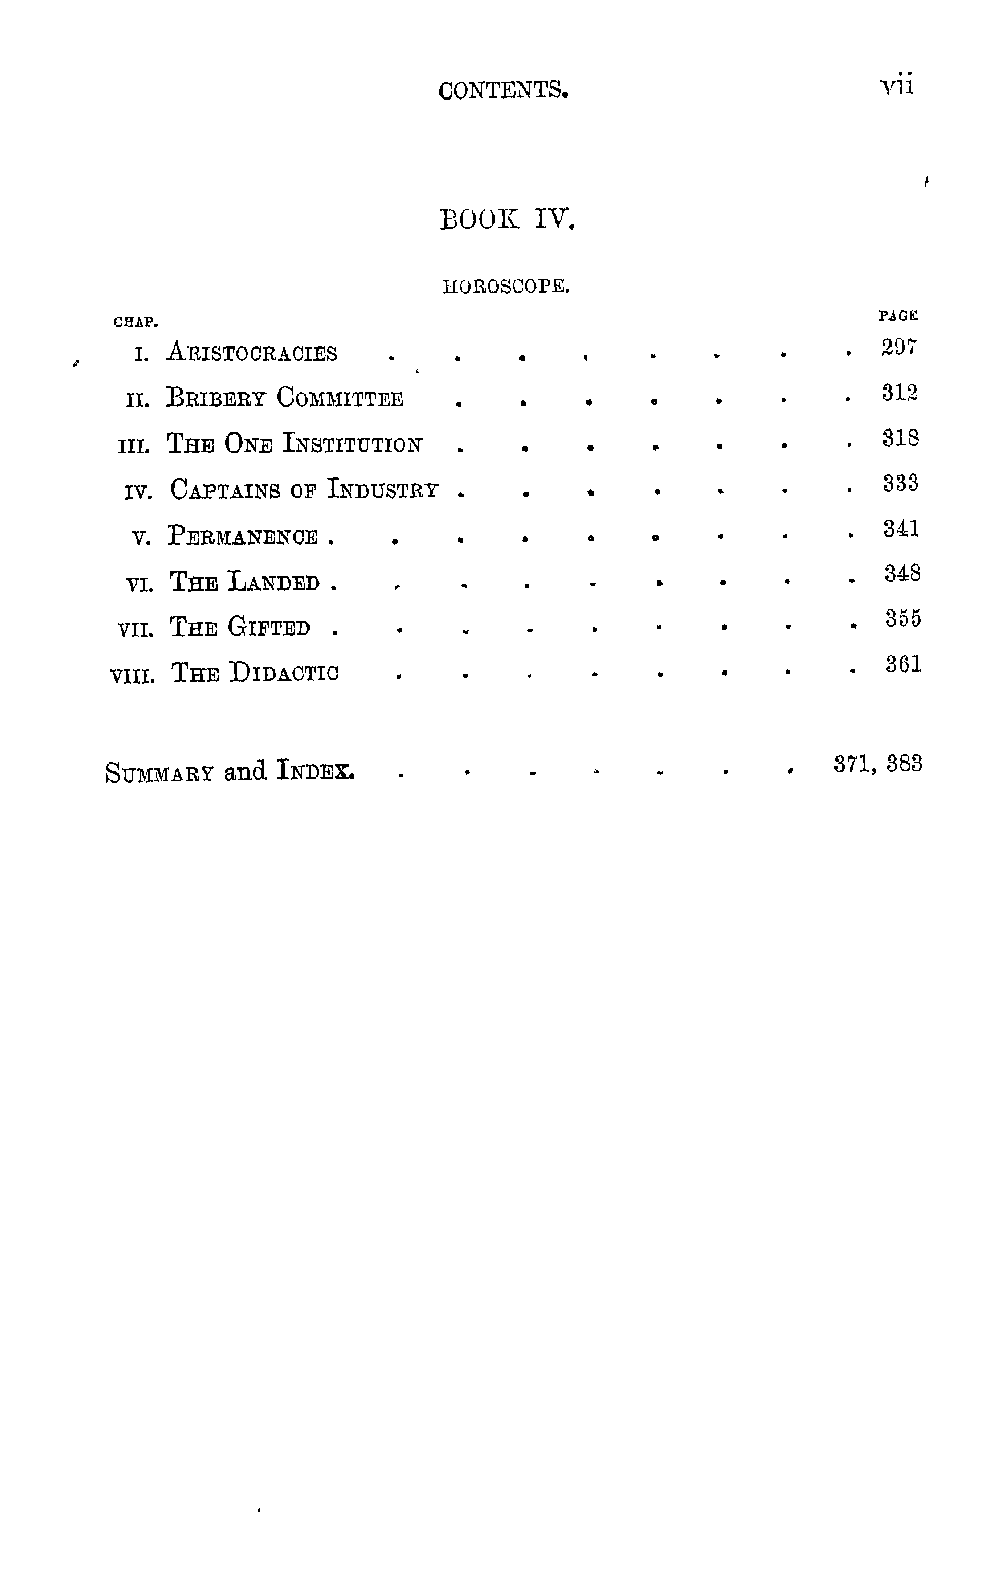 CONTENTS. vii
BOOK IV.
HOROSCOPE.
CHAP. PAGE
I. ARISTOCRACIES . . . . . . . . 297
II. BRIBERY COMMITTEE . . . . . . . 312
III. THE ONE INSTITUTION . . . . . . . 318
IV. CAPTAINS OF INDUSTRY . . . . . . . 333
V. PERMANENCE . . . . . . . . . 341
VI. THE LANDED . . . . . . . . . 348
VII. THE GIFTED . . . . . . . . . 355
VIII. THE DIDACTIC . . . . . . . . 361
SUMMARY and INDEX. . . . . . . . 371, 383